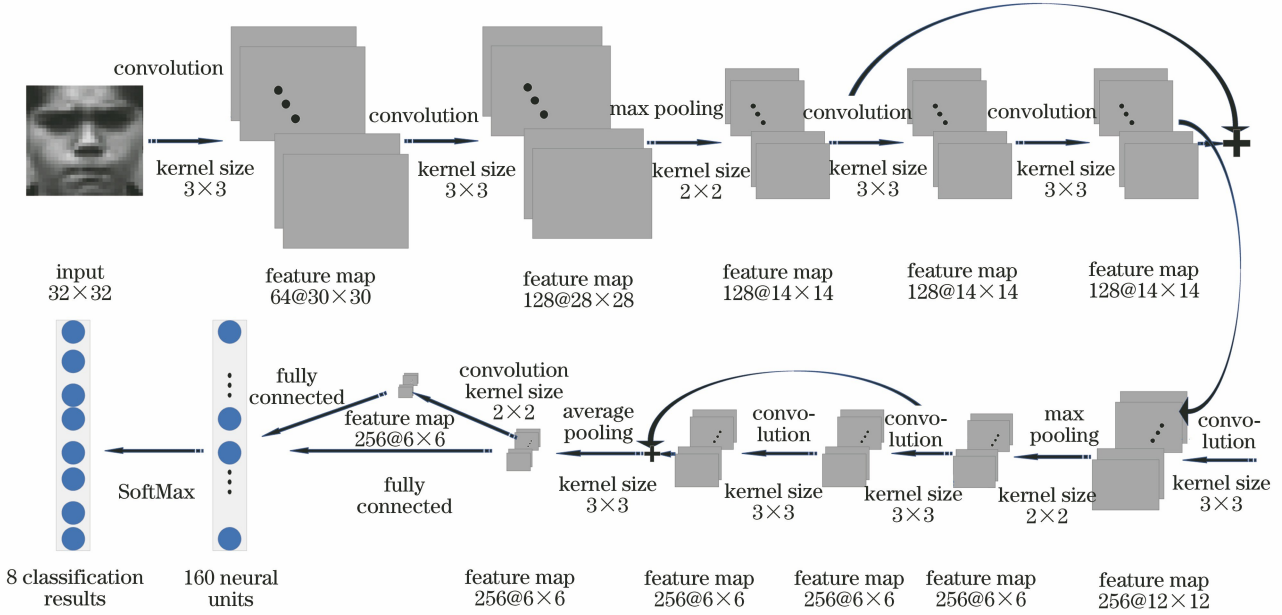 convolution
kernel size
3×3
convolution
kernel size
3×3
max pooling
kernel size
2×2
convolution
kernel size
3×3
convolution
kernel size
3×3
input
32×32
feature map
64@30×30
feature map
128@28×28
feature map
128@14×14
feature map
128@14×14
feature map
128@14×14
convo-
lution
kernel size
3×3
max
pooling
kernel size
2×2
convo-
lution
kernel size
3×3
convo-
lution
kernel size
3×3
average
pooling
kernel size
3×3
convolution
kernel size
2×2
feature map
256@6×6
fully
connected
fully
connected
SoftMax
8 classification
results
160 neural
units
feature map
256@6×6
feature map
256@6×6
feature map
256@6×6
feature map
256@6×6
feature map
256@12×12